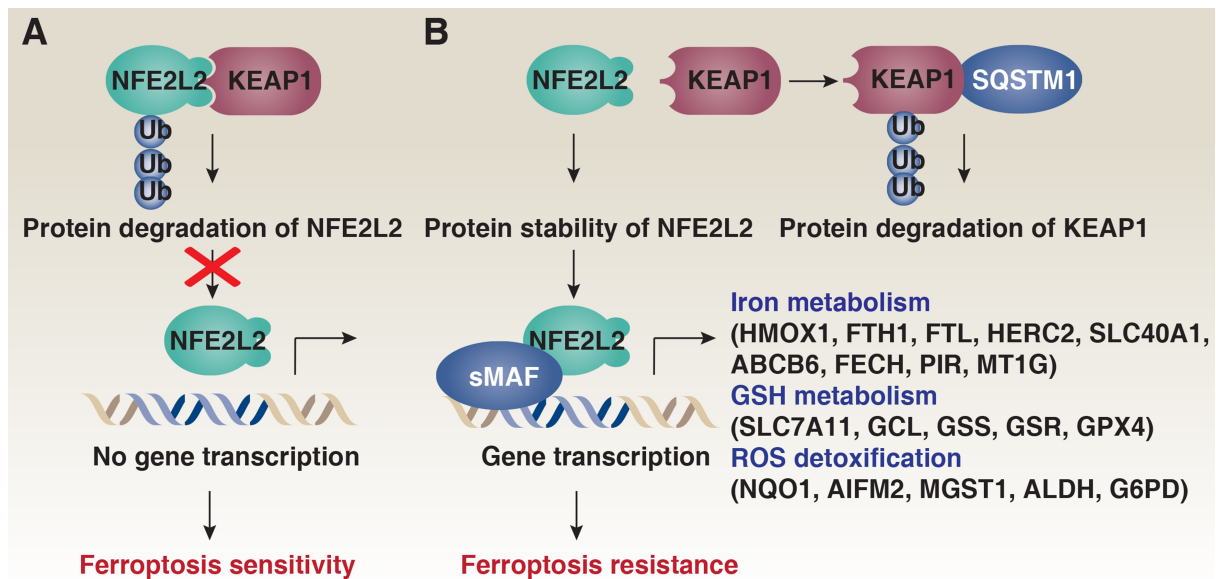 A
NFE2L2
KEAP1
Ub
Ub
Ub
Protein degradation of NFE2L2
NFE2L2
No gene transcription
Ferroptosis sensitivity
B
NFE2L2
KEAP1
KEAP1
SQSTM1
Ub
Ub
Ub
Protein stability of NFE2L2
Protein degradation of KEAP1
NFE2L2
sMAF
Gene transcription
Ferroptosis resistance
Iron metabolism
(HMOX1, FTH1, FTL, HERC2, SLC40A1,
ABCB6, FECH, PIR, MT1G)
GSH metabolism
(SLC7A11, GCL, GSS, GSR, GPX4)
ROS detoxification
(NQO1, AIFM2, MGST1, ALDH, G6PD)